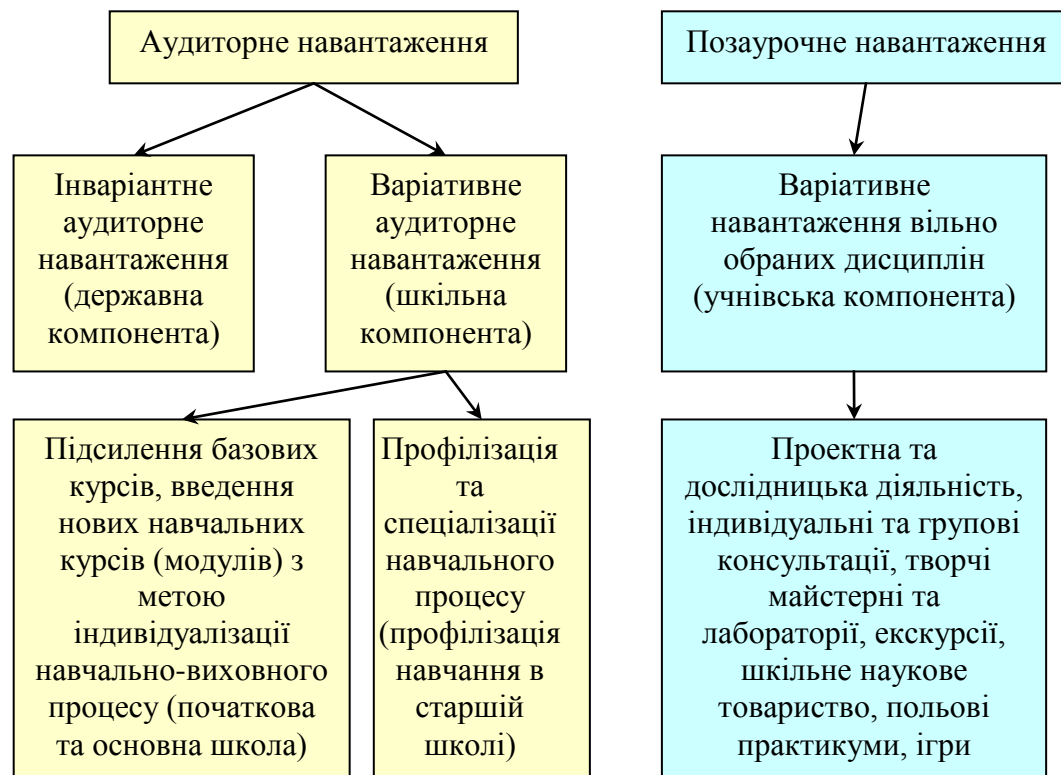 Аудиторне навантаження
Позаурочне навантаження
Інваріантне
аудиторне
навантаження
(державна
компонента)
Варіативне
аудиторне
навантаження
(шкільна
компонента)
Варіативне
навантаження вільно
обраних дисциплін
(учнівська компонента)
Підсилення базових
курсів, введення
нових навчальних
курсів (модулів) з
метою
індивідуалізації
навчально-виховного
процесу (початкова
та основна школа)
Профілізація
та
спеціалізації
навчального
процесу
(профілізація
навчання в
старшій
школі)
Проектна та
дослідницька діяльність,
індивідуальні та групові
консультації, творчі
майстерні та
лабораторії, екскурсії,
шкільне наукове
товариство, польові
практикуми, ігри